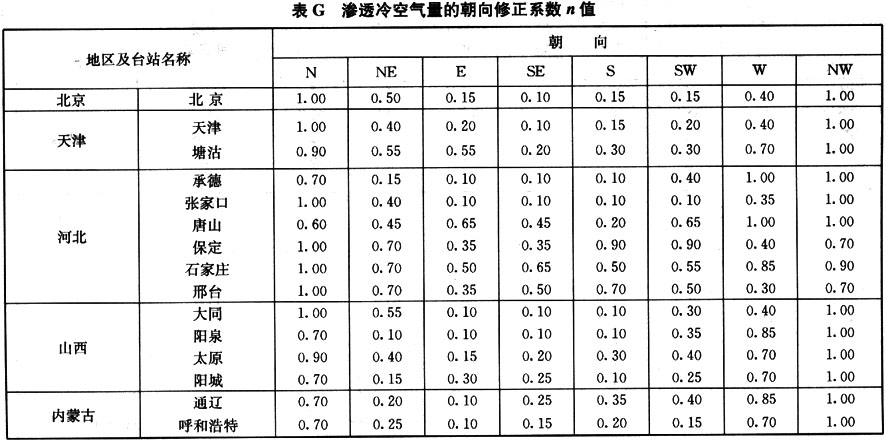 表 G 渗透冷空气量的朝向修正系数 n 值
地区及台站名称 朝 向
N NE E SE S SW W NW
北京 北 京 1.00 0.50 0.15 0.10 0.15 0.15 0.40 1.00
天津 天津 1.00 0.40 0.20 0.10 0.15 0.20 0.40 1.00
塘沽 0.90 0.55 0.55 0.20 0.30 0.30 0.70 1.00
河北 承德 0.70 0.15 0.10 0.10 0.10 0.40 1.00 1.00
张家口 1.00 0.40 0.10 0.10 0.10 0.10 0.35 1.00
唐山 0.60 0.45 0.65 0.45 0.20 0.65 1.00 1.00
保定 1.00 0.70 0.35 0.35 0.90 0.90 0.40 0.70
石家庄 1.00 0.70 0.50 0.65 0.50 0.55 0.85 0.90
邢台 1.00 0.70 0.35 0.50 0.70 0.50 0.30 0.70
山西 大同 1.00 0.55 0.10 0.10 0.10 0.30 0.40 1.00
阳泉 0.70 0.10 0.10 0.10 0.10 0.35 0.85 1.00
太原 0.90 0.40 0.15 0.20 0.30 0.40 0.70 1.00
阳城 0.70 0.15 0.30 0.25 0.10 0.25 0.70 1.00
内蒙古 通辽 0.70 0.20 0.10 0.25 0.35 0.40 0.85 1.00
呼和浩特 0.70 0.25 0.10 0.15 0.20 0.15 0.70 1.00